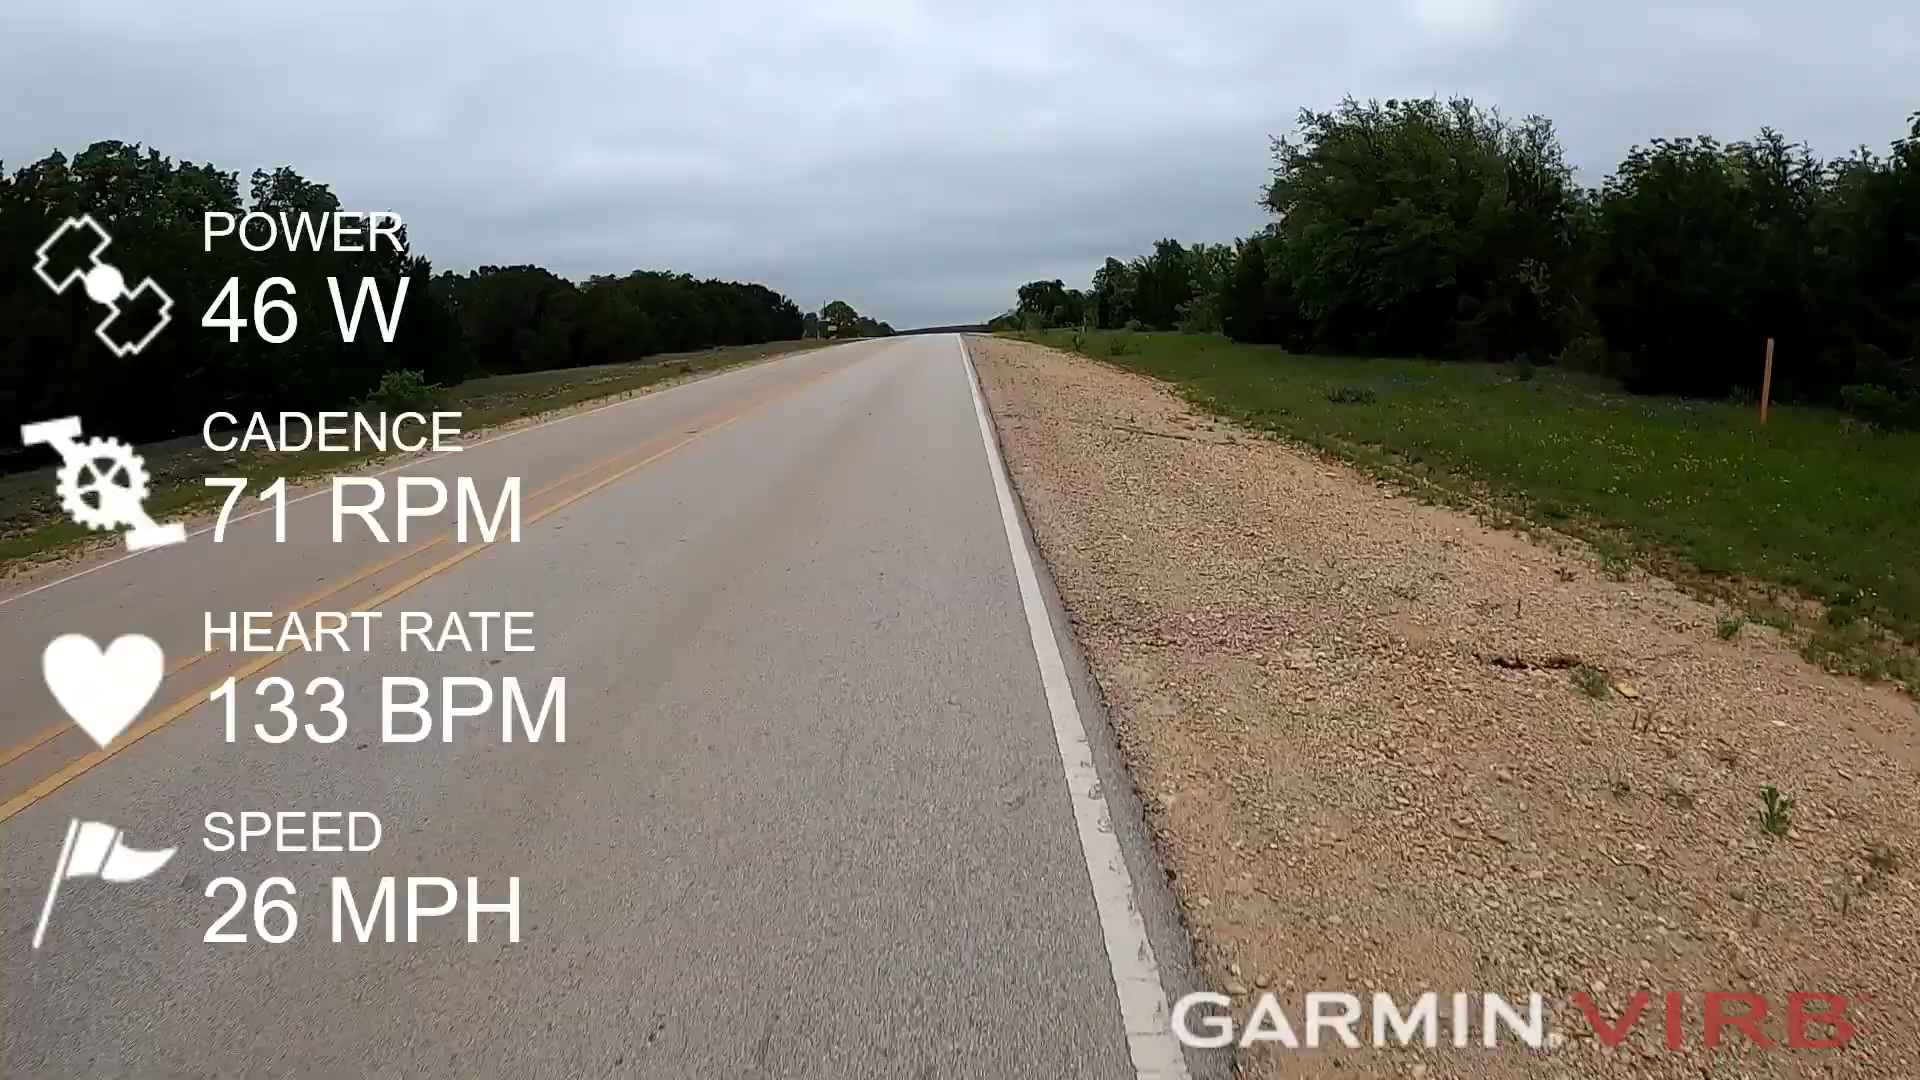 POWER
46 W
CADENCE
71 RPM
HEART RATE
133 BPM
SPEED
26 MPH
GARMIN VIRB